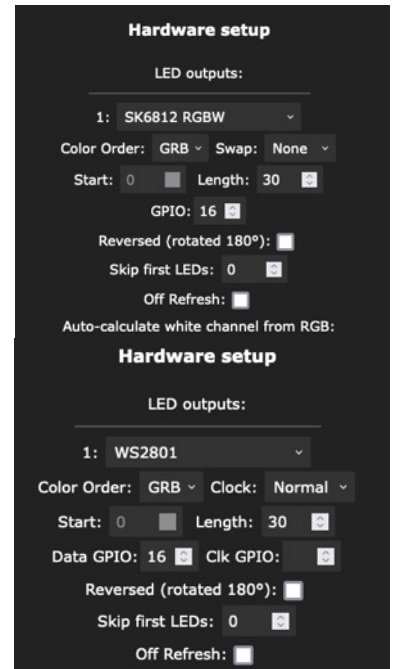 Hardware setup
LED outputs:
1: SK6812 RGBW
Color Order: GRB Swap: None
Start: 0 Length: 30
GPIO: 16
Reversed (rotated 180°):
Skip first LEDs: 0
Off Refresh:
Auto-calculate white channel from RGB:
Hardware setup
LED outputs:
1: WS2801
Color Order: GRB Clock: Normal
Start: 0 Length: 30
Data GPIO: 16 Clk GPIO:
Reversed (rotated 180°):
Skip first LEDs: 0
Off Refresh: